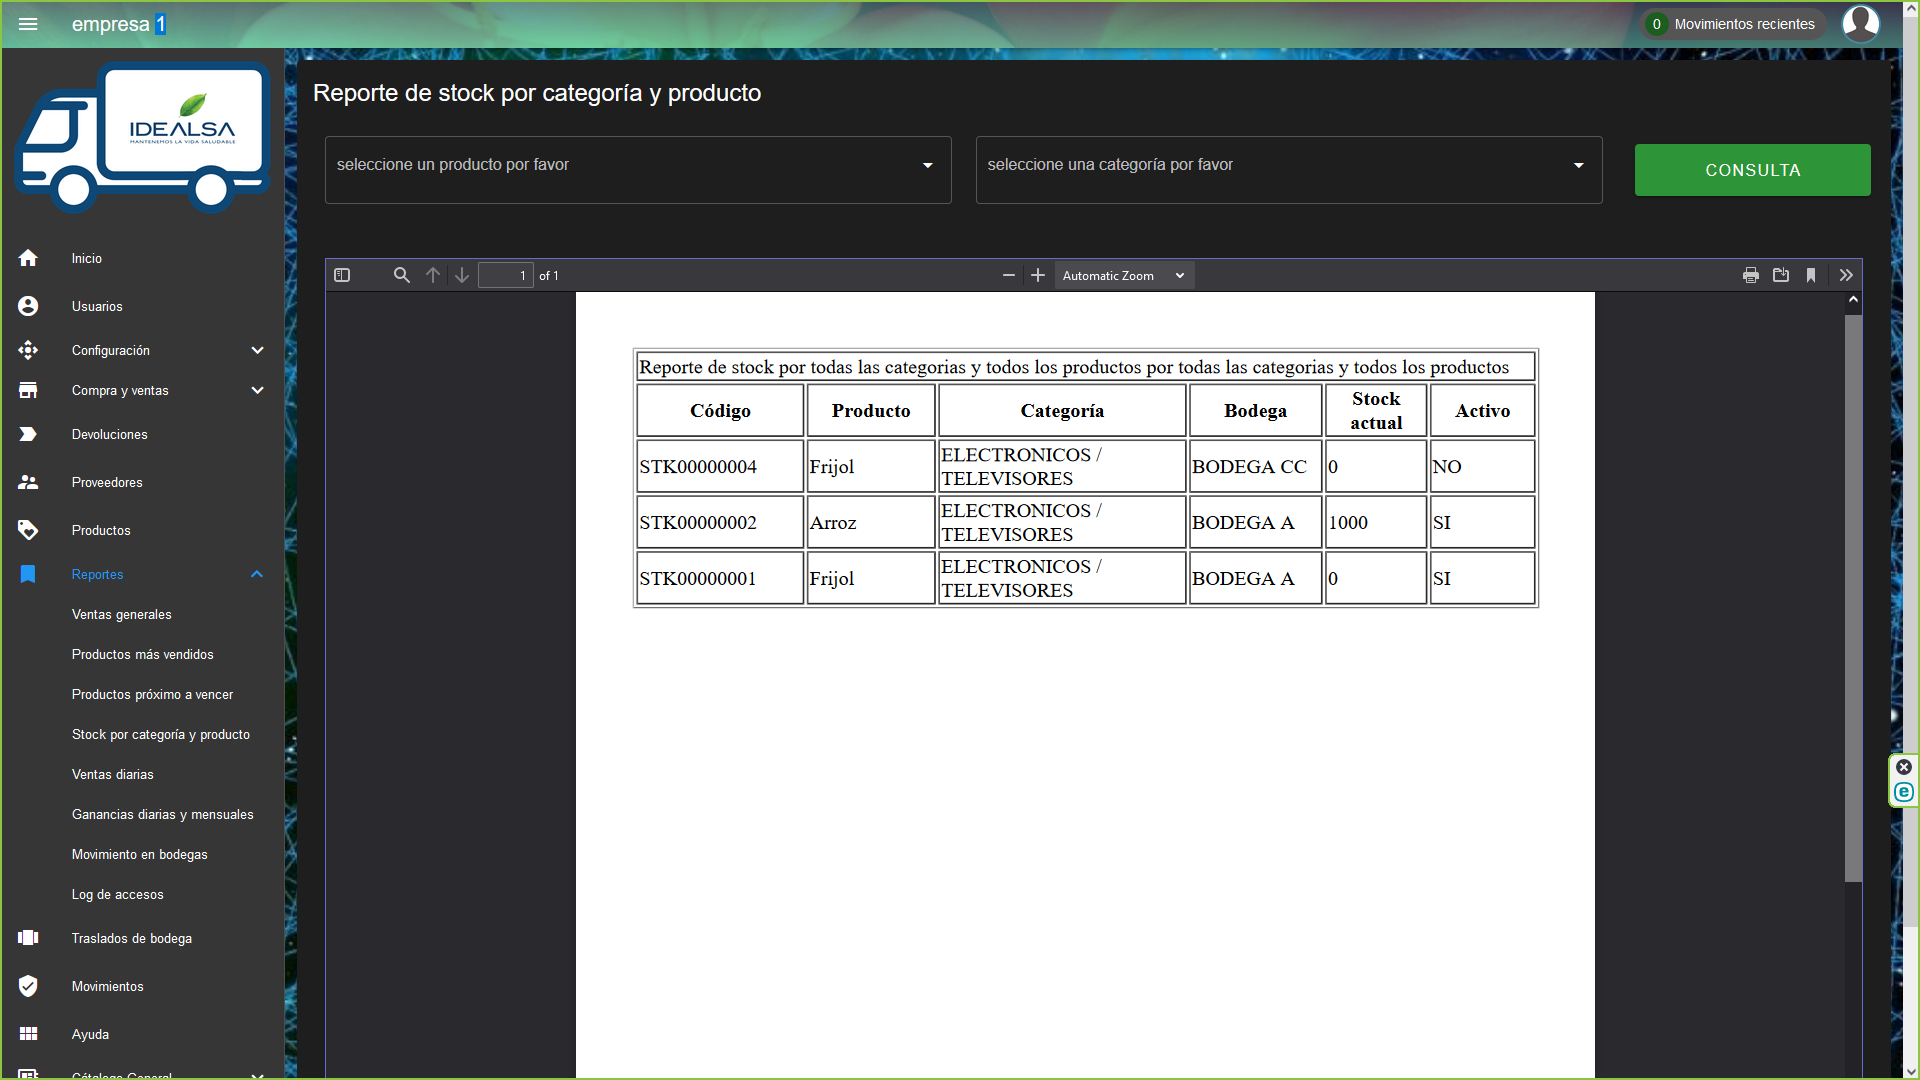 empresa 1
0 Movimientos recientes
IDEALSA
MANTENEMOS LA VIDA SALUDABLE
Inicio
Usuarios
Configuración
Compra y ventas
Devoluciones
Proveedores
Productos
Reportes
Ventas generales
Productos más vendidos
Productos próximo a vencer
Stock por categoría y producto
Ventas diarias
Ganancias diarias y mensuales
Movimiento en bodegas
Log de accesos
Traslados de bodega
Movimientos
Ayuda
Cátalogo General
Reporte de stock por categoría y producto
seleccione un producto por favor
seleccione una categoría por favor
CONSULTA
1 of 1
Automatic Zoom
Reporte de stock por todas las categorias y todos los productos por todas las categorias y todos los productos
Código Producto Categoría Bodega Stock actual Activo
STK00000004 Frijol ELECTRONICOS / TELEVISORES BODEGA CC 0 NO
STK00000002 Arroz ELECTRONICOS / TELEVISORES BODEGA A 1000 SI
STK00000001 Frijol ELECTRONICOS / TELEVISORES BODEGA A 0 SI